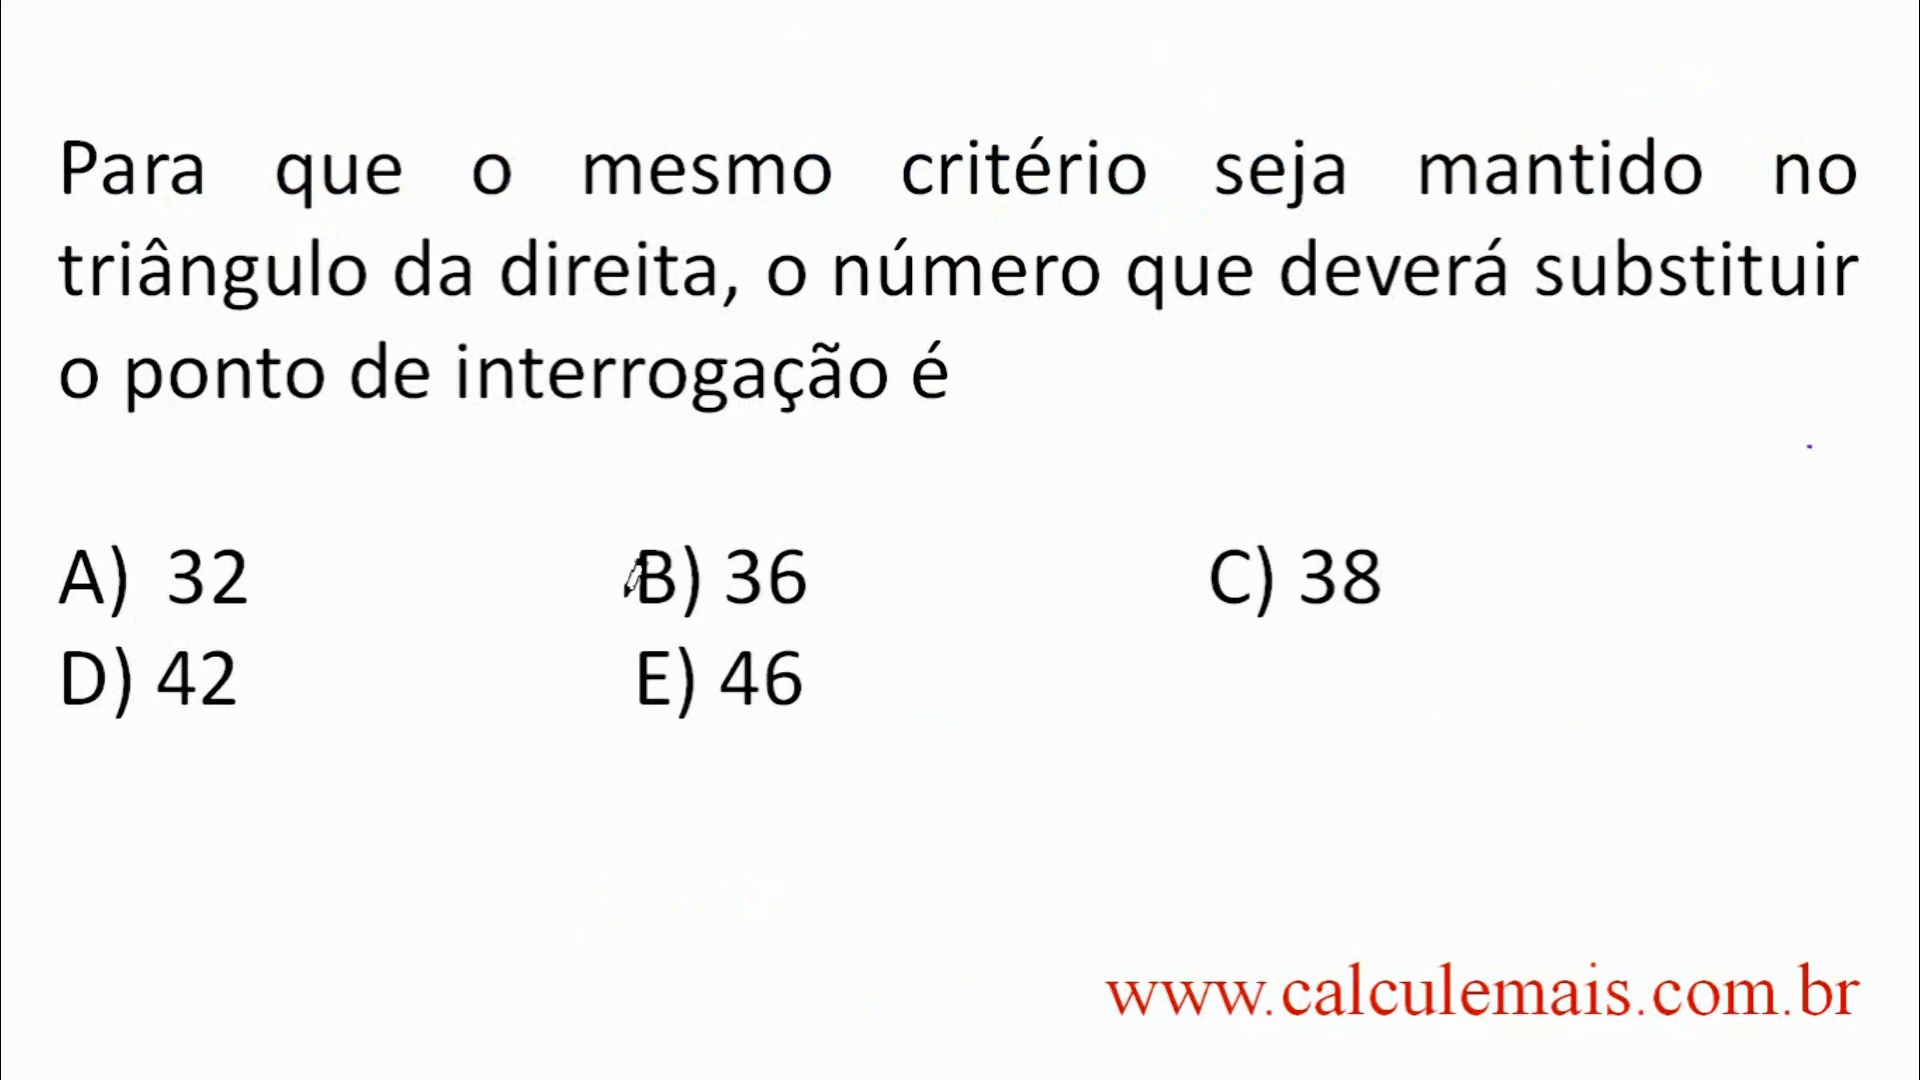 Para que o mesmo critério seja mantido no
triângulo da direita, o número que deverá substituir
o ponto de interrogação é
A) 32 B) 36 C) 38
D) 42 E) 46
www.calculemais.com.br